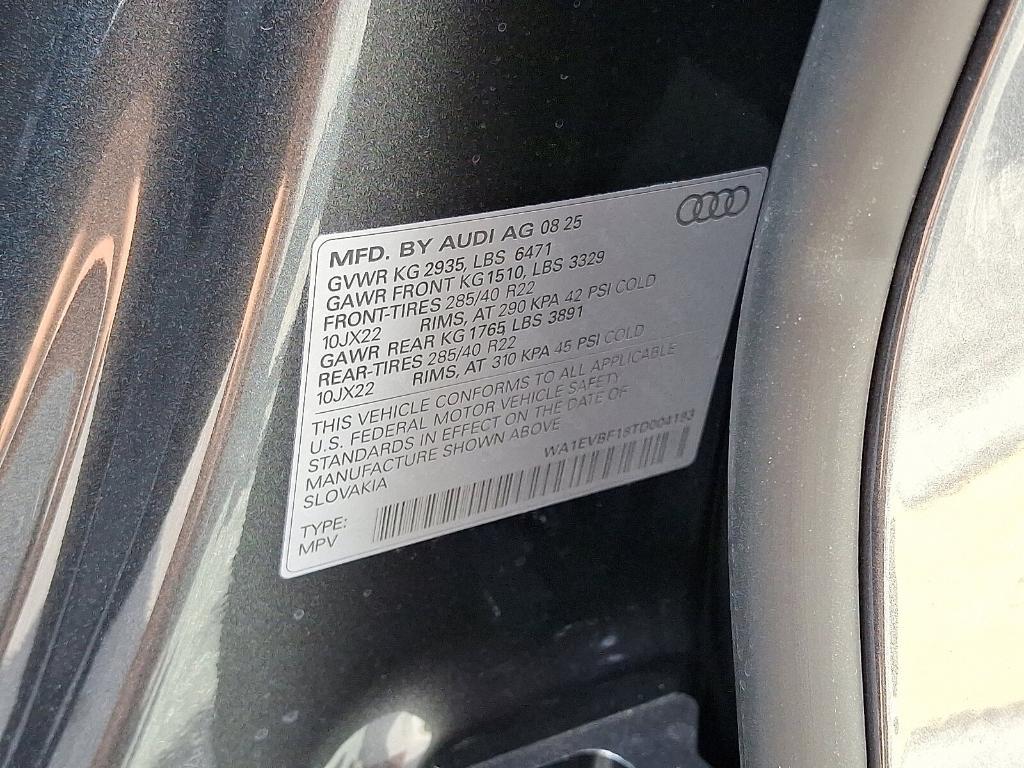 MFD. BY AUDI AG 08 25
GVWR KG 2935, LBS 6471
GAWR FRONT KG1510, LBS 3329
FRONT-TIRES 285/40 R22
10JX22 RIMS, AT 290 KPA 42 PSI COLD
GAWR REAR KG 1765 LBS 3891
REAR-TIRES 285/40 R22
10JX22 RIMS, AT 310 KPA 45 PSI COLD
THIS VEHICLE CONFORMS TO ALL APPLICABLE
U.S. FEDERAL MOTOR VEHICLE SAFETY
STANDARDS IN EFFECT ON THE DATE OF
MANUFACTURE SHOWN ABOVE
SLOVAKIA
WA1EVBF18TD004193
TYPE:
MPV